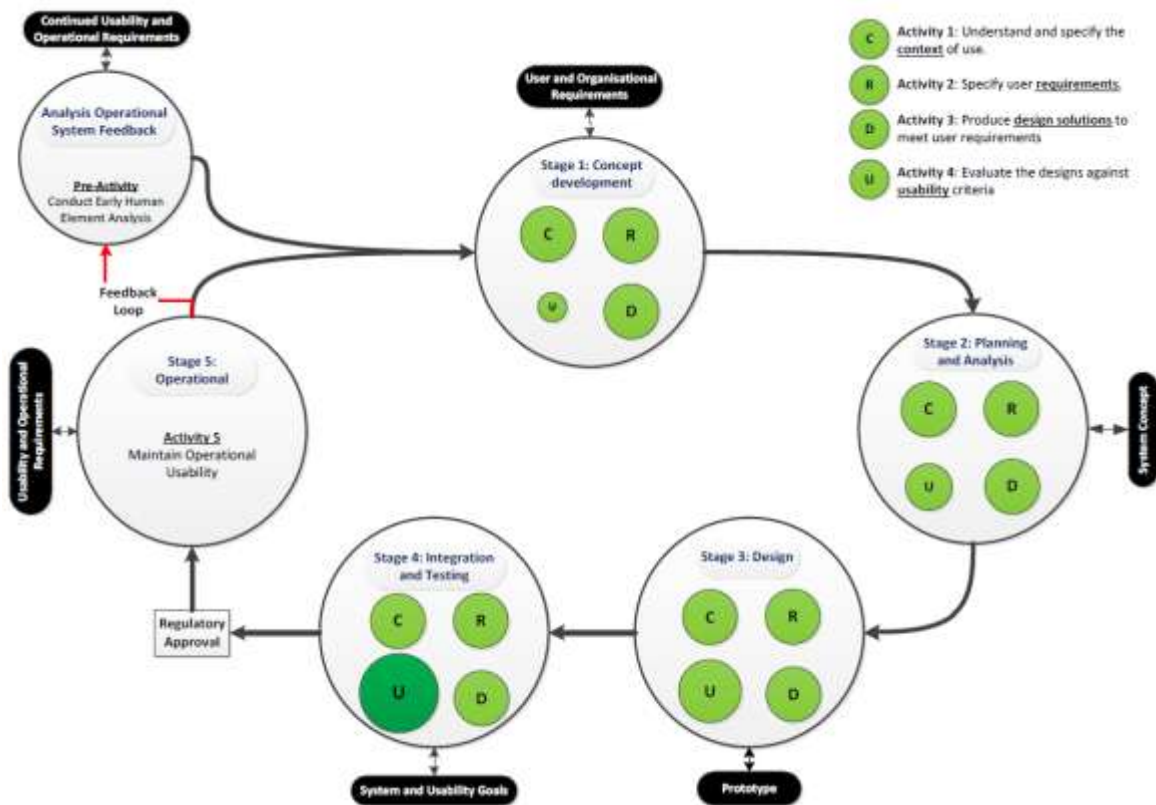 Continued Usability and
Operational Requirements
Analysis Operational
System Feedback
Pre-Activity
Conduct Early Human
Element Analysis
Feedback
Loop
User and Organisational
Requirements
Stage 1: Concept
development
C
R
U
D
C
Activity 1: Understand and specify the
context of use.
R
Activity 2: Specify user requirements.
D
Activity 3: Produce design solutions to
meet user requirements
U
Activity 4: Evaluate the designs against
usability criteria
Stage 2: Planning
and Analysis
C
R
U
D
System Concept
Stage 3: Design
C
R
U
D
Prototype
Stage 4: Integration
and Testing
C
R
U
D
System and Usability Goals
Regulatory
Approval
Stage 5:
Operational
Activity 5
Maintain Operational
Usability
Usability and Operational
Requirements